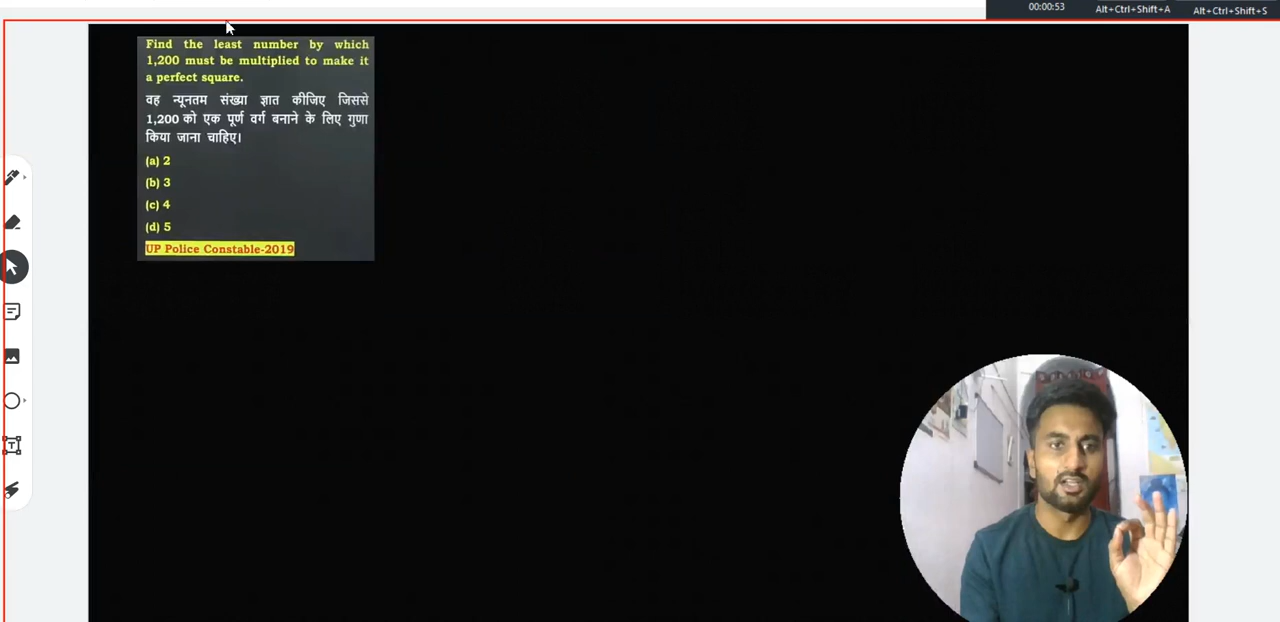 00:00:53 Alt+Ctrl+Shift+A Alt+Ctrl+Shift+S
Find the least number by which
1,200 must be multiplied to make it
a perfect square.
वह न्यूनतम संख्या ज्ञात कीजिए जिससे
1,200 को एक पूर्ण वर्ग बनाने के लिए गुणा
किया जाना चाहिए।
(a) 2
(b) 3
(c) 4
(d) 5
UP Police Constable-2019